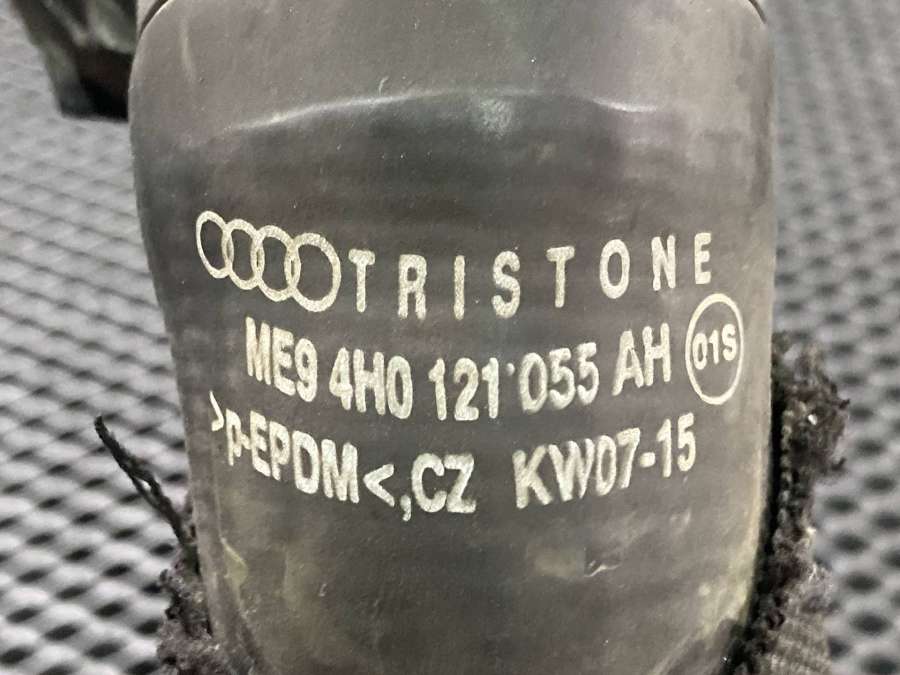 TRISTONE
ME9 4H0 121 055 AH 01S
>p-EPDM<,CZ KW07-15